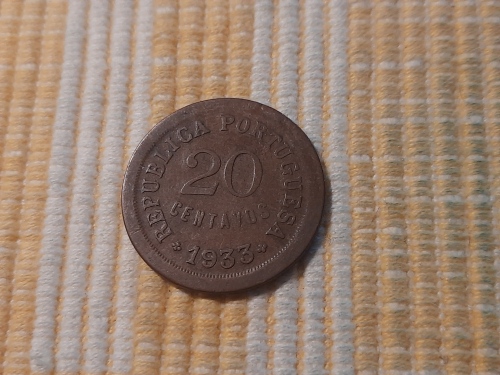 REPUBLICA PORTUGUESA
20
CENTAVOS
1933